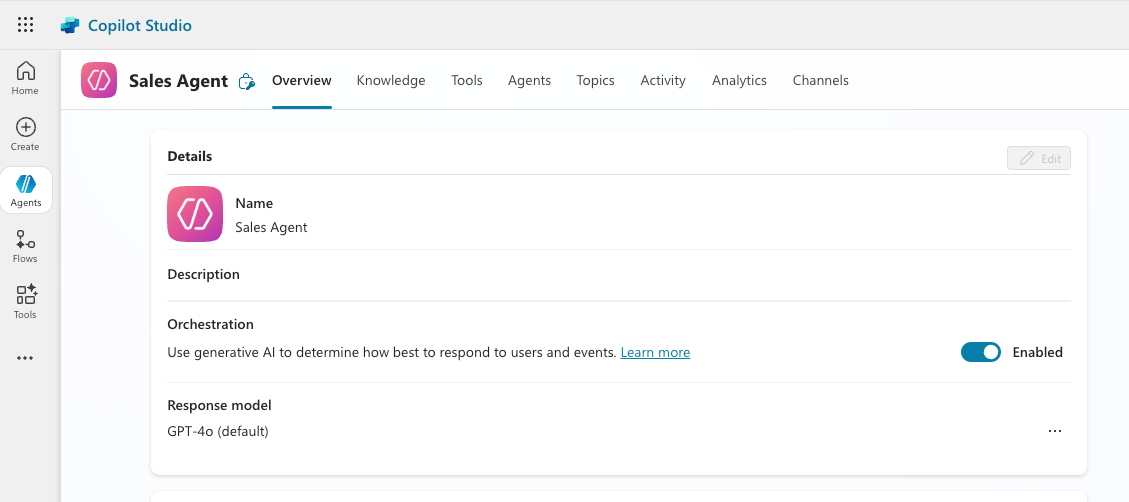 Copilot Studio
Home
Create
Agents
Flows
Tools
Sales Agent
Overview Knowledge Tools Agents Topics Activity Analytics Channels
Details
Edit
Name
Sales Agent
Description
Orchestration
Use generative AI to determine how best to respond to users and events. Learn more
Enabled
Response model
GPT-4o (default)